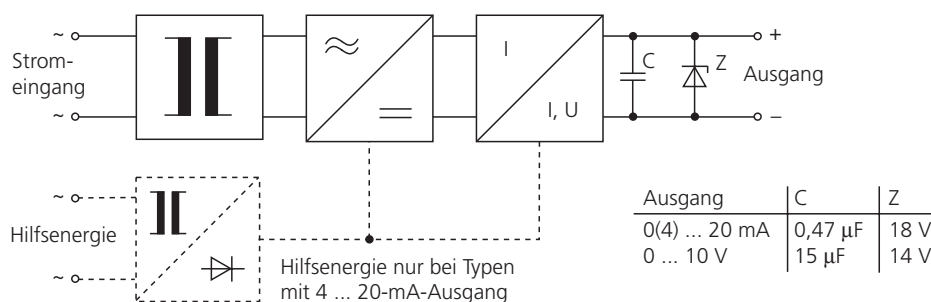 ~
Strom-
eingang
~
I
I, U
C
Z
+
Ausgang
−
~
Hilfsenergie
~
Hilfsenergie nur bei Typen
mit 4 ... 20-mA-Ausgang
Ausgang C Z
0(4) ... 20 mA 0,47 µF 18 V
0 ... 10 V 15 µF 14 V